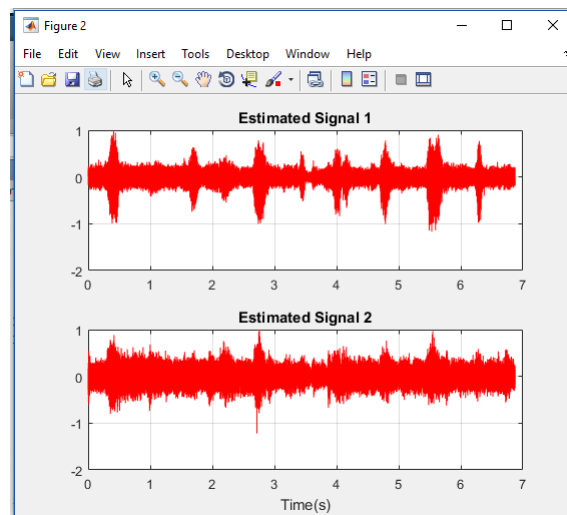 Figure 2
File Edit View Insert Tools Desktop Window Help
Estimated Signal 1
1
0
-1
-2
0 1 2 3 4 5 6 7
Estimated Signal 2
1
0
-1
-2
0 1 2 3 4 5 6 7
Time(s)